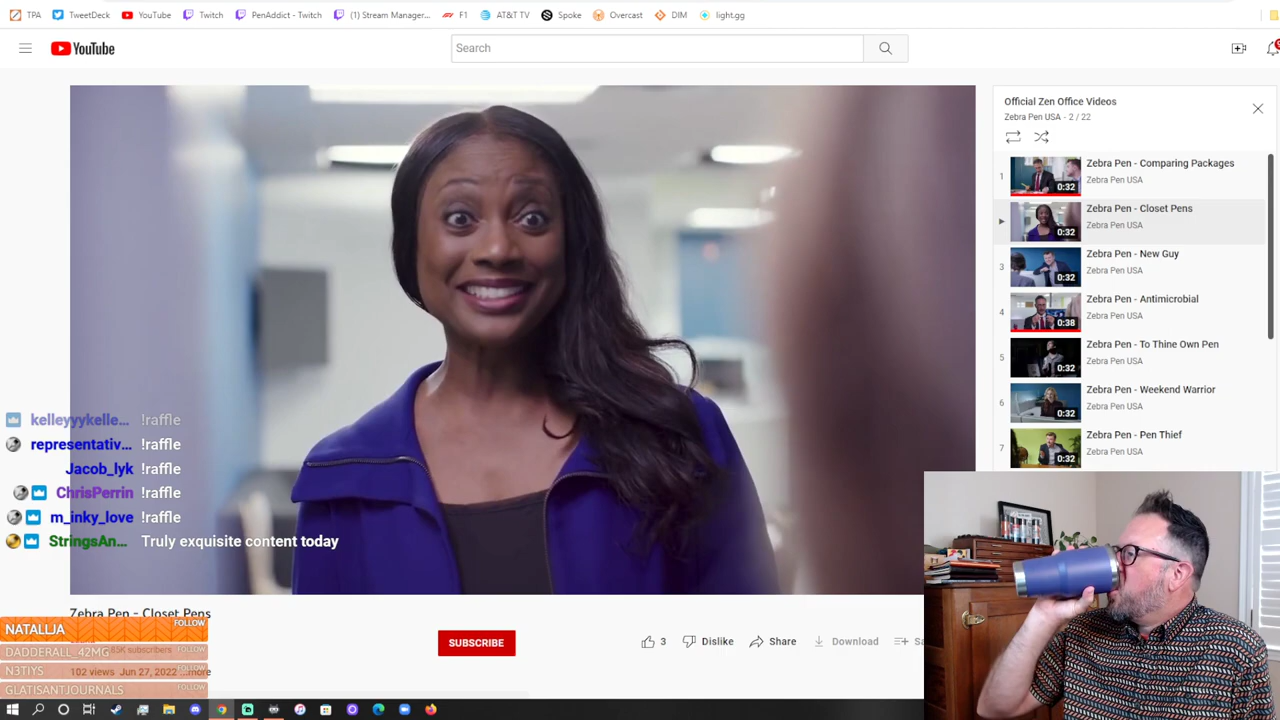 TPA TweetDeck YouTube Twitch PenAddict - Twitch (1) Stream Manager... F1 AT&T TV Spoke Overcast DIM light.gg
YouTube
Search
Official Zen Office Videos
Zebra Pen USA - 2 / 22
1 Zebra Pen - Comparing Packages
Zebra Pen USA
0:32
Zebra Pen - Closet Pens
Zebra Pen USA
0:32
3 Zebra Pen - New Guy
Zebra Pen USA
0:32
4 Zebra Pen - Antimicrobial
Zebra Pen USA
0:38
5 Zebra Pen - To Thine Own Pen
Zebra Pen USA
0:32
6 Zebra Pen - Weekend Warrior
Zebra Pen USA
0:32
7 Zebra Pen - Pen Thief
Zebra Pen USA
0:32
kelleyyykelle... !raffle
representativ... !raffle
Jacob_lyk !raffle
ChrisPerrin !raffle
m_inky_love !raffle
StringsAn... Truly exquisite content today
Zebra Pen - Closet Pens
NATALLJA FOLLOW
DADDERALL_42MG FOLLOW
85K subscribers
SUBSCRIBE
3 Dislike Share Download
N3TIYS FOLLOW
102 views Jun 27, 2022 ...more
GLATISANTJOURNALS FOLLOW